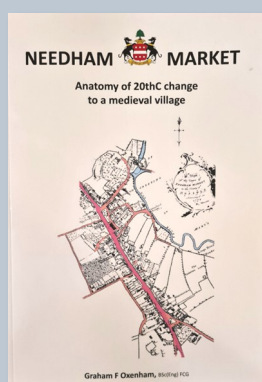 NEEDHAM MARKET
Anatomy of 20thC change
to a medieval village
Graham F Oxenham, BSc(Eng) FCG